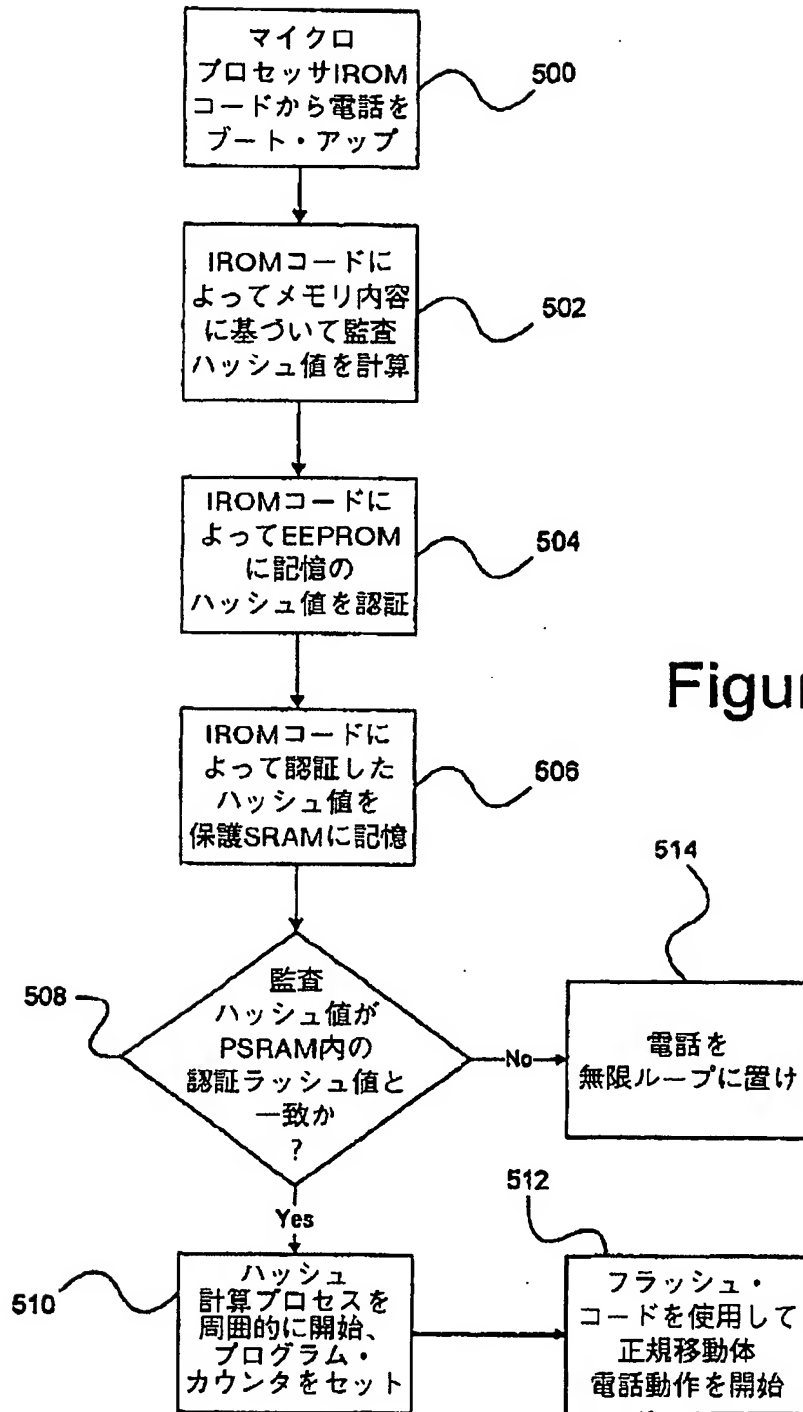 マイクロ
プロセッサIROM
コードから電話を
ブート・アップ
500
IROMコードに
よってメモリ内容
に基づいて監査
ハッシュ値を計算
502
IROMコードに
よってEEPROM
に記憶の
ハッシュ値を認証
504
Figur
IROMコードに
よって認証した
ハッシュ値を
保護SRAMに記憶
506
508
監査
ハッシュ値が
PSRAM内の
認証ラッシュ値と
一致か
?
No
514
電話を
無限ループに置け
Yes
510
ハッシュ
計算プロセスを
周囲的に開始、
プログラム・
カウンタをセット
512
フラッシュ・
コードを使用して
正規移動体
電話動作を開始